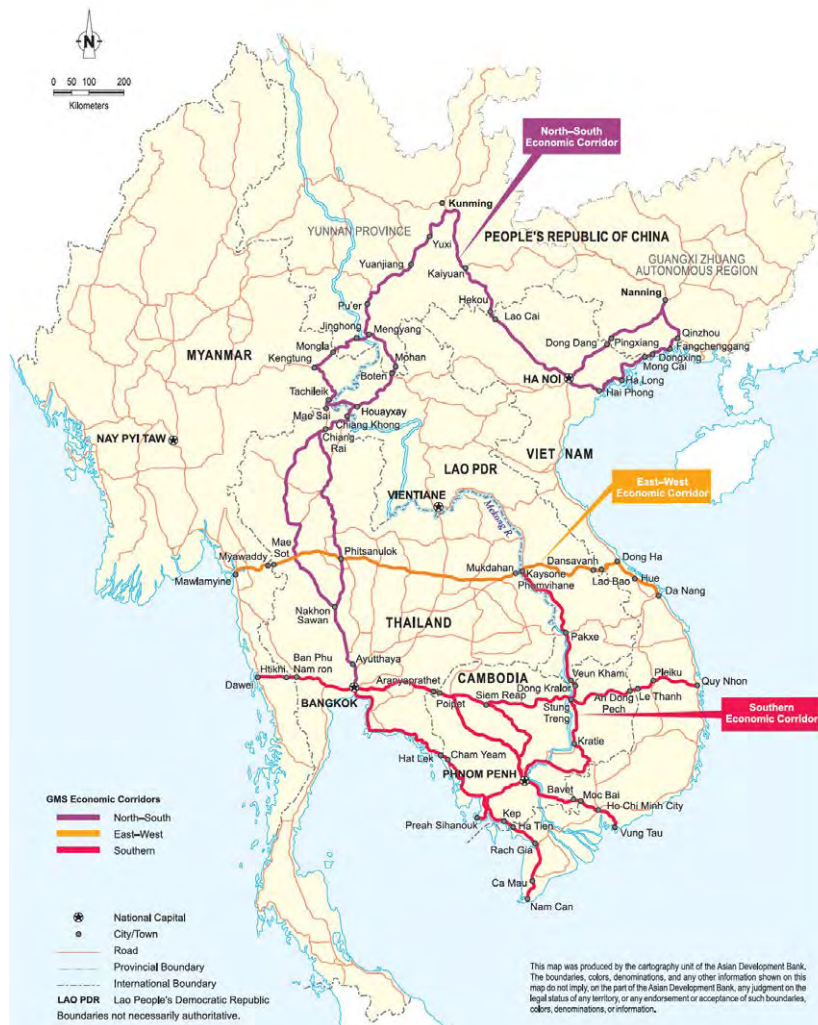 N
0 50 100 200
Kilometers
North–South
Economic Corridor
Kunming
YUNNAN PROVINCE
Yuxi
PEOPLE'S REPUBLIC OF CHINA
Yuanjiang
Kaiyuan
GUANGXI ZHUANG
AUTONOMOUS REGION
Nanning
Pu'er
Hekou
Lao Cai
Jinghong
Mengyang
Qinzhou
Fangchenggang
Dong Dang
Pingxiang
Dongxing
Mong Cai
MYANMAR
Mongla
Kengtung
Mohan
Boten
HA NOI
Ha Long
Hai Phong
Tachileik
Mae Sai
Houayxay
Chiang Khong
Chiang
Rai
NAY PYI TAW
LAO PDR
VIET NAM
VIENTIANE
Mekong R.
East–West
Economic Corridor
Mae
Sot
Myawaddy
Mawlamyine
Phitsanulok
Mukdahan
Kaysone
Phomvihane
Dansavanh
Lao Bao
Dong Ha
Hue
Da Nang
Nakhon
Sawan
THAILAND
Pakxe
Ayutthaya
Ban Phu
Nam ron
Htikhi
Dawei
BANGKOK
Aranyaprathet
Poipet
CAMBODIA
Siem Reap
Veun Kham
Dong Kralor
Stung
Treng
An Dong
Pech
Le Thanh
Pleiku
Quy Nhon
Southern
Economic Corridor
Kratie
Hat Lek
Cham Yeam
PHNOM PENH
Bavet
Moc Bai
Ho Chi Minh City
Vung Tau
Preah Sihanouk
Kep
Ha Tien
Rach Giá
Ca Mau
Nam Can
GMS Economic Corridors
North–South
East–West
Southern
National Capital
City/Town
Road
Provincial Boundary
International Boundary
LAO PDR Lao People's Democratic Republic
Boundaries not necessarily authoritative.
This map was produced by the cartography unit of the Asian Development Bank.
The boundaries, colors, denominations, and any other information shown on this
map do not imply, on the part of the Asian Development Bank, any judgment on the
legal status of any territory, or any endorsement or acceptance of such boundaries,
colors, denominations, or information.